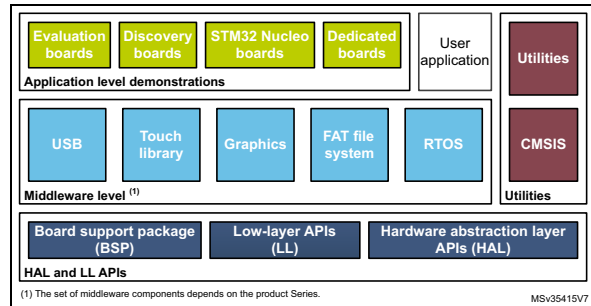 Evaluation
boards
Discovery
boards
STM32 Nucleo
boards
Dedicated
boards
Application level demonstrations
User
application
Utilities
CMSIS
Utilities
USB
Touch
library
Graphics
FAT file
system
RTOS
Middleware level (1)
Board support package
(BSP)
Low-layer APIs
(LL)
Hardware abstraction layer
APIs (HAL)
HAL and LL APIs
(1) The set of middleware components depends on the product Series.
MSv35415V7